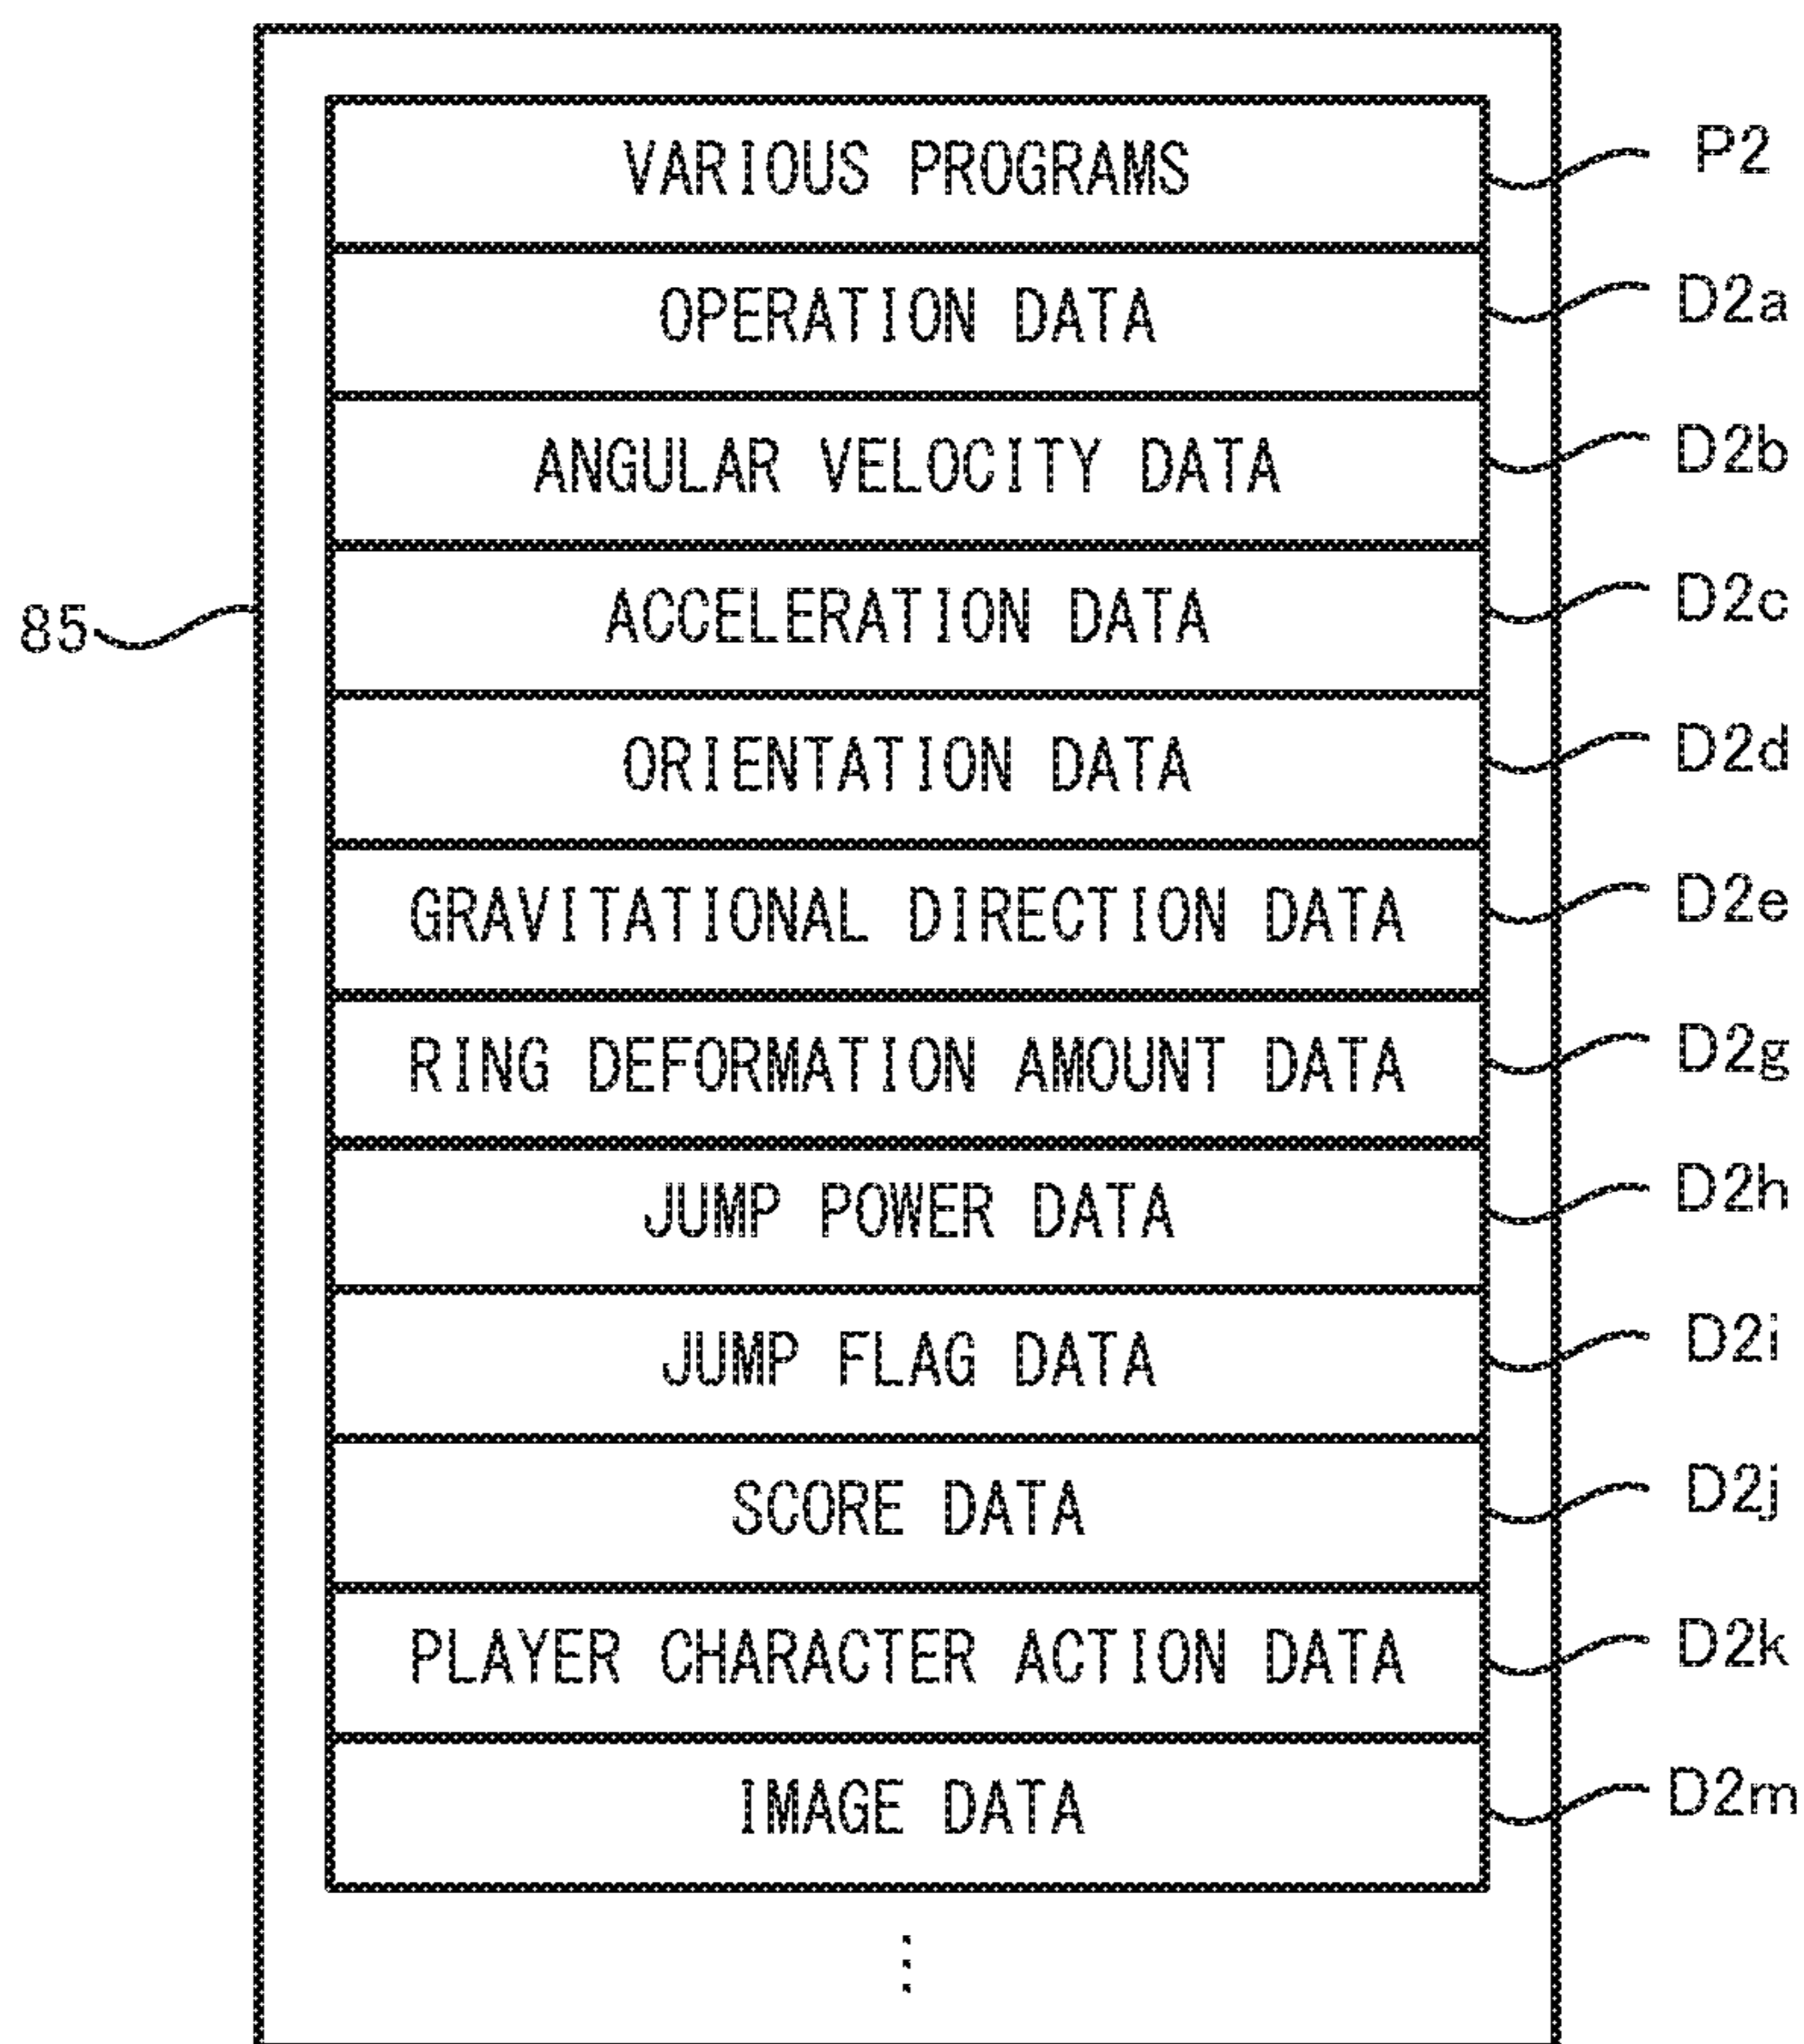 VARIOUS PROGRAMS P2
OPERATION DATA D2a
ANGULAR VELOCITY DATA D2b
85 ACCELERATION DATA D2c
ORIENTATION DATA D2d
GRAVITATIONAL DIRECTION DATA D2e
RING DEFORMATION AMOUNT DATA D2g
JUMP POWER DATA D2h
JUMP FLAG DATA D2i
SCORE DATA D2j
PLAYER CHARACTER ACTION DATA D2k
IMAGE DATA D2m
⋮